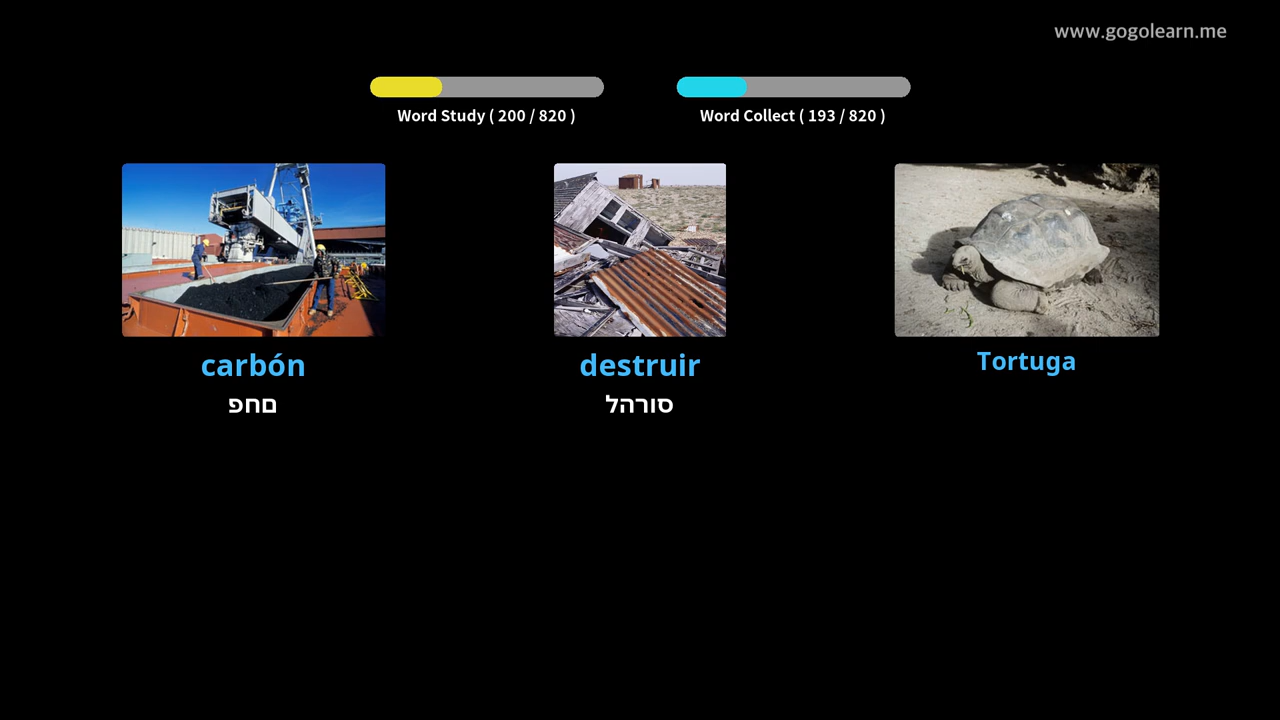 www.gogolearn.me
Word Study ( 200 / 820 )
Word Collect ( 193 / 820 )
carbón
פחם
destruir
להרוס
Tortuga